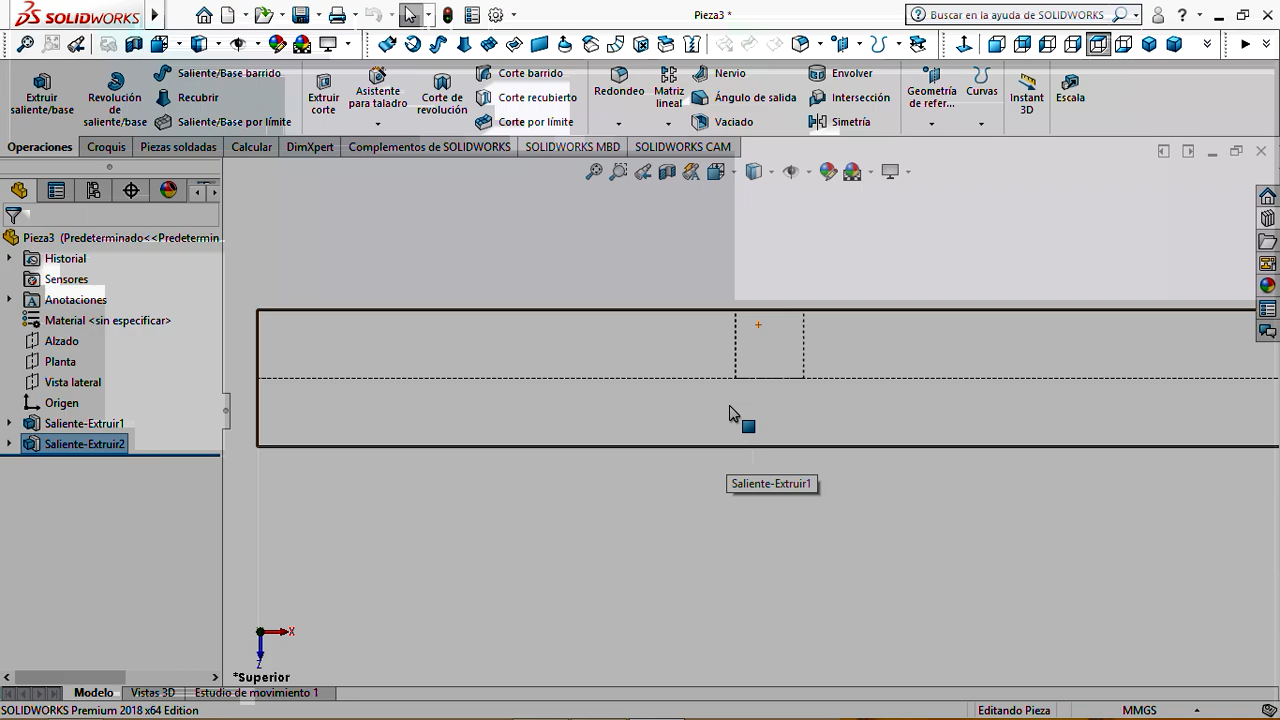 SOLIDWORKS
Pieza3 *
Buscar en la ayuda de SOLIDWORKS
?
Extruir saliente/base
Revolución de saliente/base
Saliente/Base barrido
Recubrir
Saliente/Base por límite
Extruir corte
Asistente para taladro
Corte de revolución
Corte barrido
Corte recubierto
Corte por límite
Redondeo
Matriz lineal
Nervio
Ángulo de salida
Vaciado
Envolver
Intersección
Simetría
Geometría de refer...
Curvas
Instant 3D
Escala
Operaciones
Croquis
Piezas soldadas
Calcular
DimXpert
Complementos de SOLIDWORKS
SOLIDWORKS MBD
SOLIDWORKS CAM
Pieza3 (Predeterminado<<Predetermin
Historial
Sensores
Anotaciones
Material <sin especificar>
Alzado
Planta
Vista lateral
Origen
Saliente-Extruir1
Saliente-Extruir2
Saliente-Extruir1
X
Z
*Superior
Modelo
Vistas 3D
Estudio de movimiento 1
SOLIDWORKS Premium 2018 x64 Edition
Editando Pieza
MMGS